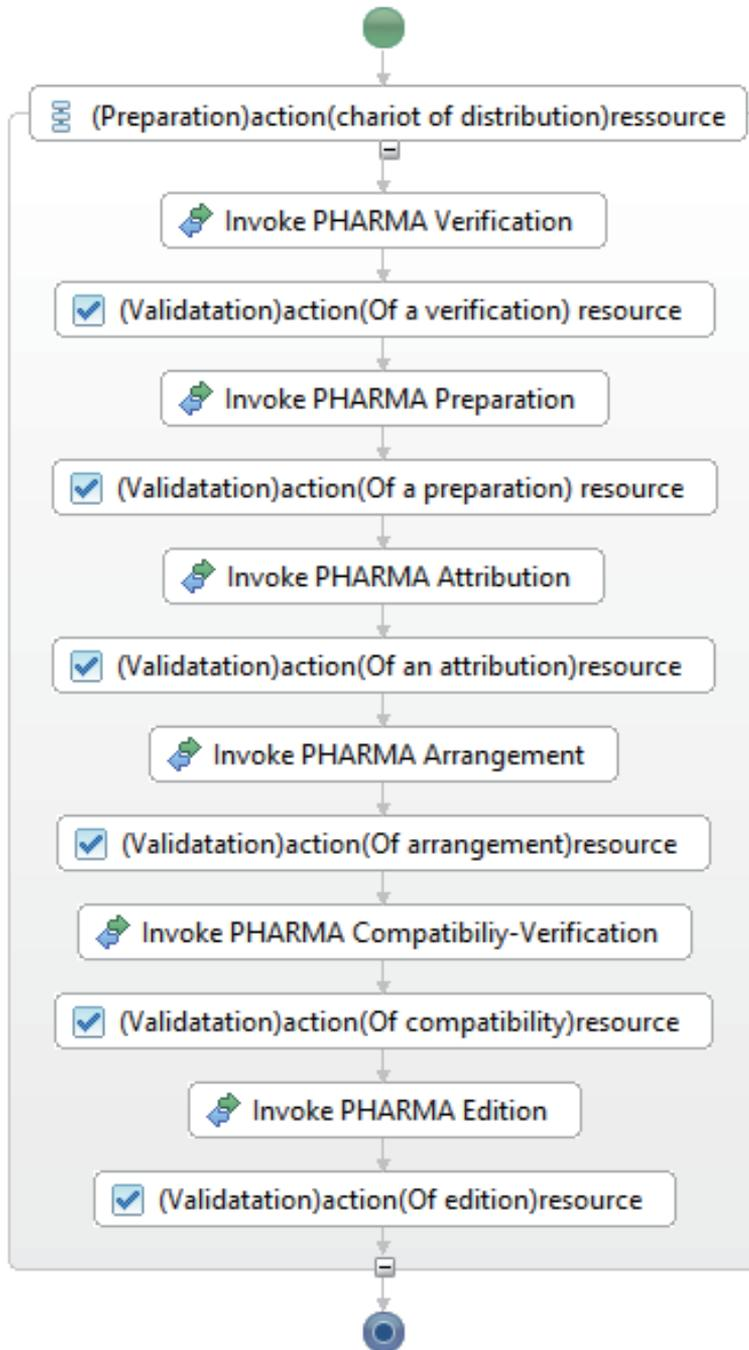 (Preparation)action(chariot of distribution)ressource
Invoke PHARMA Verification
(Validatation)action(Of a verification) resource
Invoke PHARMA Preparation
(Validatation)action(Of a preparation) resource
Invoke PHARMA Attribution
(Validatation)action(Of an attribution)resource
Invoke PHARMA Arrangement
(Validatation)action(Of arrangement)resource
Invoke PHARMA Compatibiliy-Verification
(Validatation)action(Of compatibility)resource
Invoke PHARMA Edition
(Validatation)action(Of edition)resource